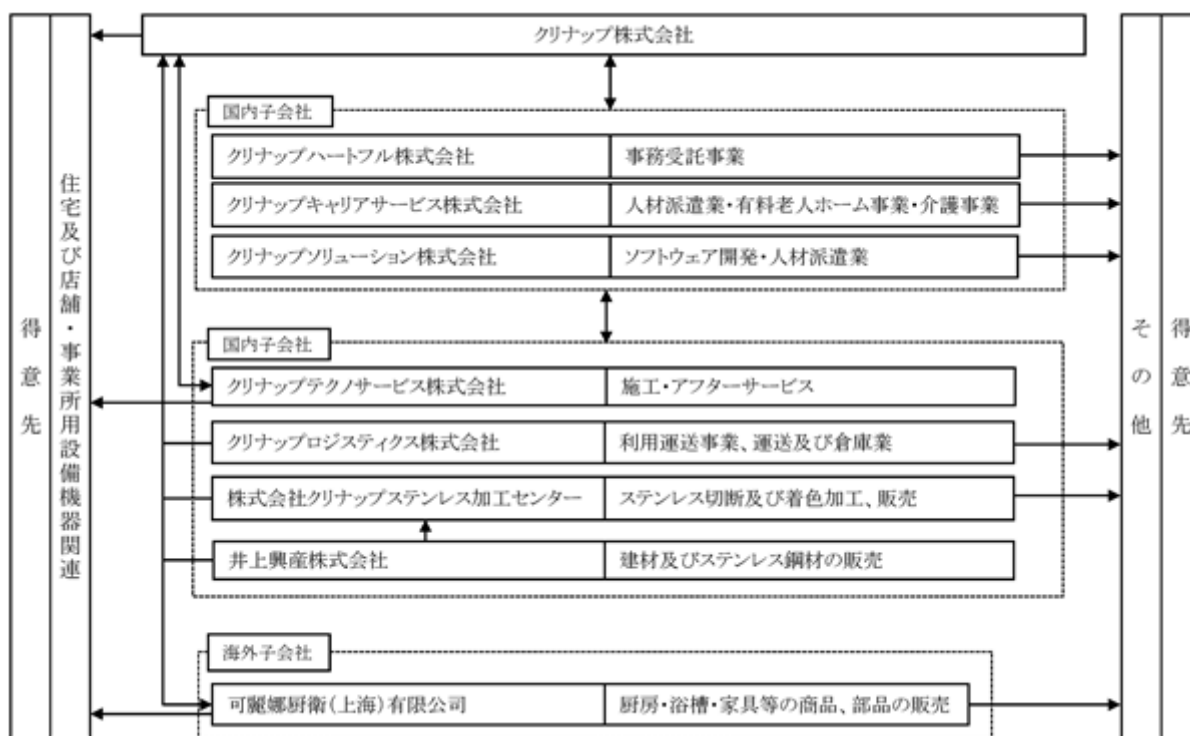 クリナップ株式会社
得意先
住宅及び店舗・事業所用設備機器関連
国内子会社
クリナップハートフル株式会社 事務受託事業
クリナップキャリアサービス株式会社 人材派遣業・有料老人ホーム事業・介護事業
クリナップソリューション株式会社 ソフトウェア開発・人材派遣業
国内子会社
クリナップテクノサービス株式会社 施工・アフターサービス
クリナップロジスティクス株式会社 利用運送事業、運送及び倉庫業
株式会社クリナップステンレス加工センター ステンレス切断及び着色加工、販売
井上興産株式会社 建材及びステンレス鋼材の販売
海外子会社
可麗娜厨衛(上海)有限公司 厨房・浴槽・家具等の商品、部品の販売
その他
得意先